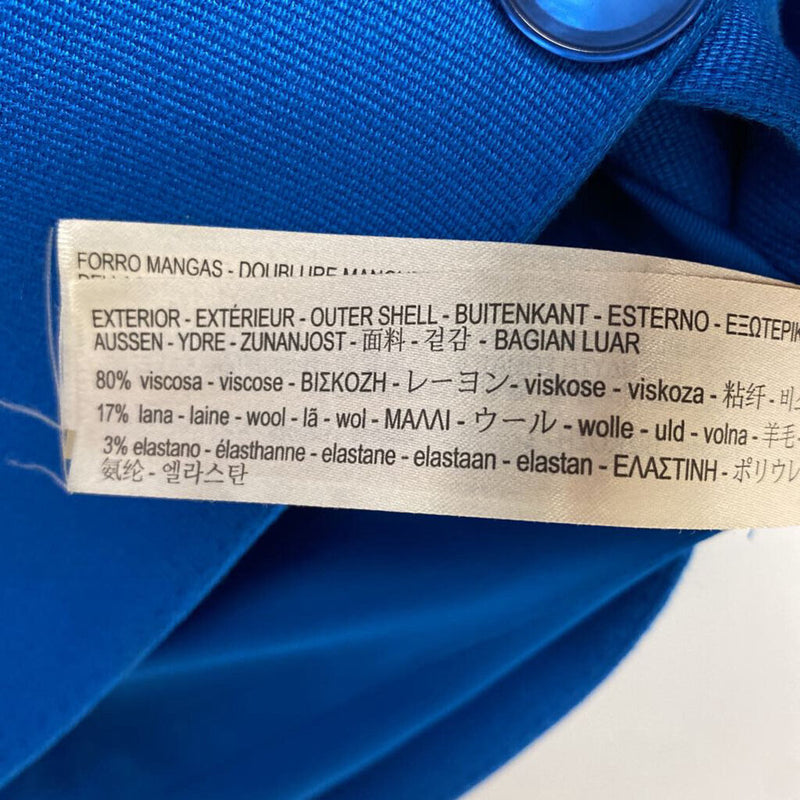 FORRO MANGAS - DOUBLURE
EXTERIOR - EXTÉRIEUR - OUTER SHELL - BUITENKANT - ESTERNO - ΕΞΩΤΕΡΙΚ
AUSSEN - YDRE - ZUNANJOST - 面料 - 겉감 - BAGIAN LUAR
80% viscosa - viscose - ΒΙΣΚΟΖΗ - レーヨン- viskose - viskoza - 粘纤 - 비스
17% lana - laine - wool - lã - wol - ΜΑΛΛΙ - ウール - wolle - uld - volna - 羊毛 -
3% elastano - élasthanne - elastane - elastaan - elastan - ΕΛΑΣΤΙΝΗ - ポリウレ
氨纶 - 엘라스탄